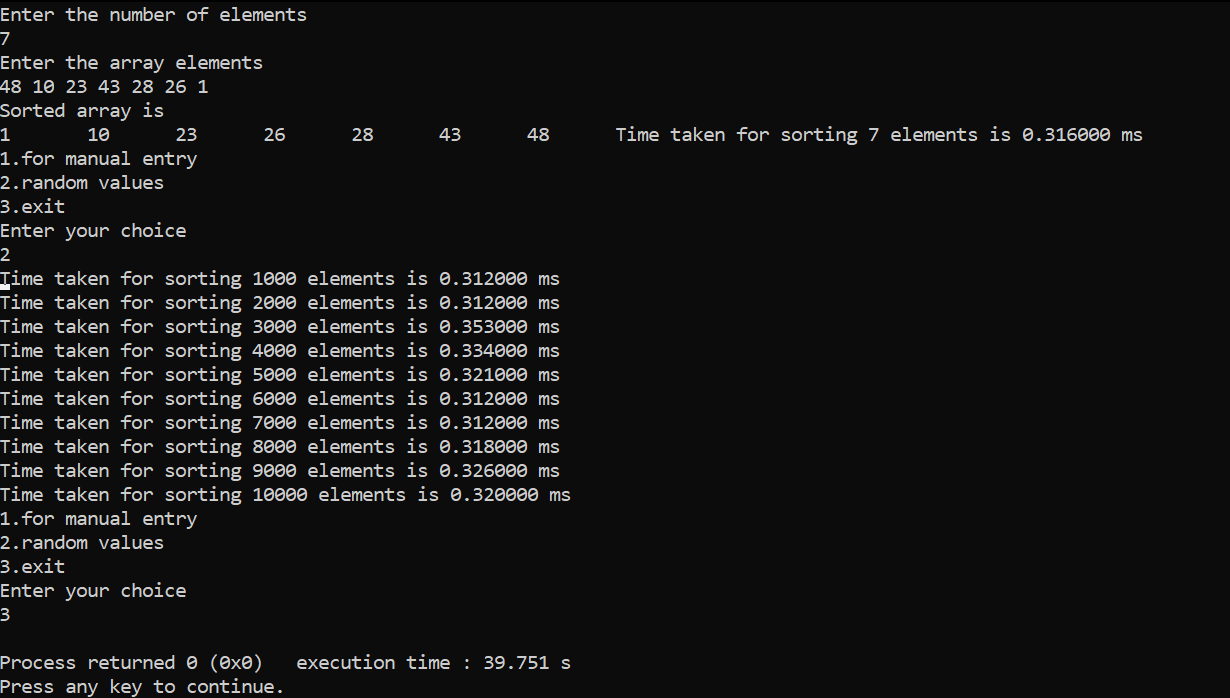 Enter the number of elements
7
Enter the array elements
48 10 23 43 28 26 1
Sorted array is
1       10      23      26      28      43      48      Time taken for sorting 7 elements is 0.316000 ms
1.for manual entry
2.random values
3.exit
Enter your choice
2
Time taken for sorting 1000 elements is 0.312000 ms
Time taken for sorting 2000 elements is 0.312000 ms
Time taken for sorting 3000 elements is 0.353000 ms
Time taken for sorting 4000 elements is 0.334000 ms
Time taken for sorting 5000 elements is 0.321000 ms
Time taken for sorting 6000 elements is 0.312000 ms
Time taken for sorting 7000 elements is 0.312000 ms
Time taken for sorting 8000 elements is 0.318000 ms
Time taken for sorting 9000 elements is 0.326000 ms
Time taken for sorting 10000 elements is 0.320000 ms
1.for manual entry
2.random values
3.exit
Enter your choice
3

Process returned 0 (0x0)   execution time : 39.751 s
Press any key to continue.